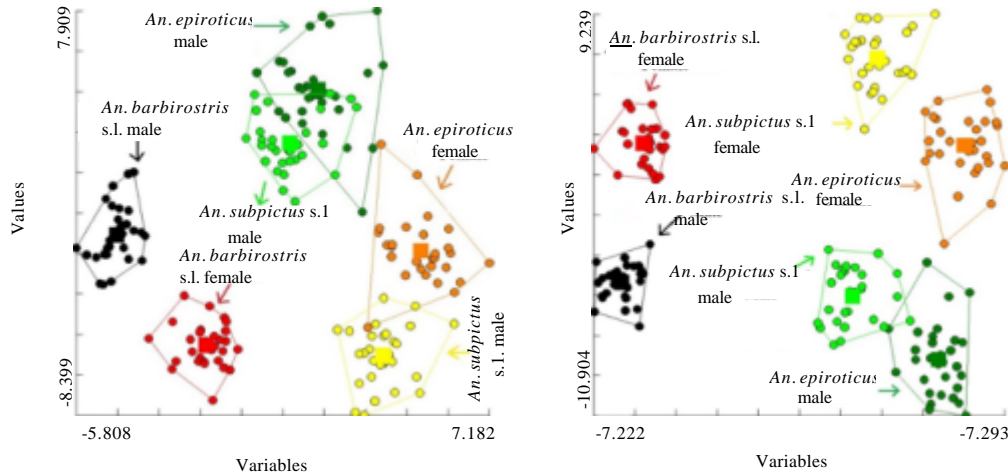 7.909
Values
-8.399
An. epiroticus
male
An. barbirostris
s.l. male
An. epiroticus
female
An. subpictus s.1
male
An. barbirostris
s.l. female
An. subpictus
s.l. male
-5.808
7.182
Variables
9.239
Values
-10.904
An. barbirostris s.l.
female
An. subpictus s.1
female
An. epiroticus
female
An. barbirostris s.l.
male
An. subpictus s.1
male
An. epiroticus
male
-7.222
-7.293
Variables